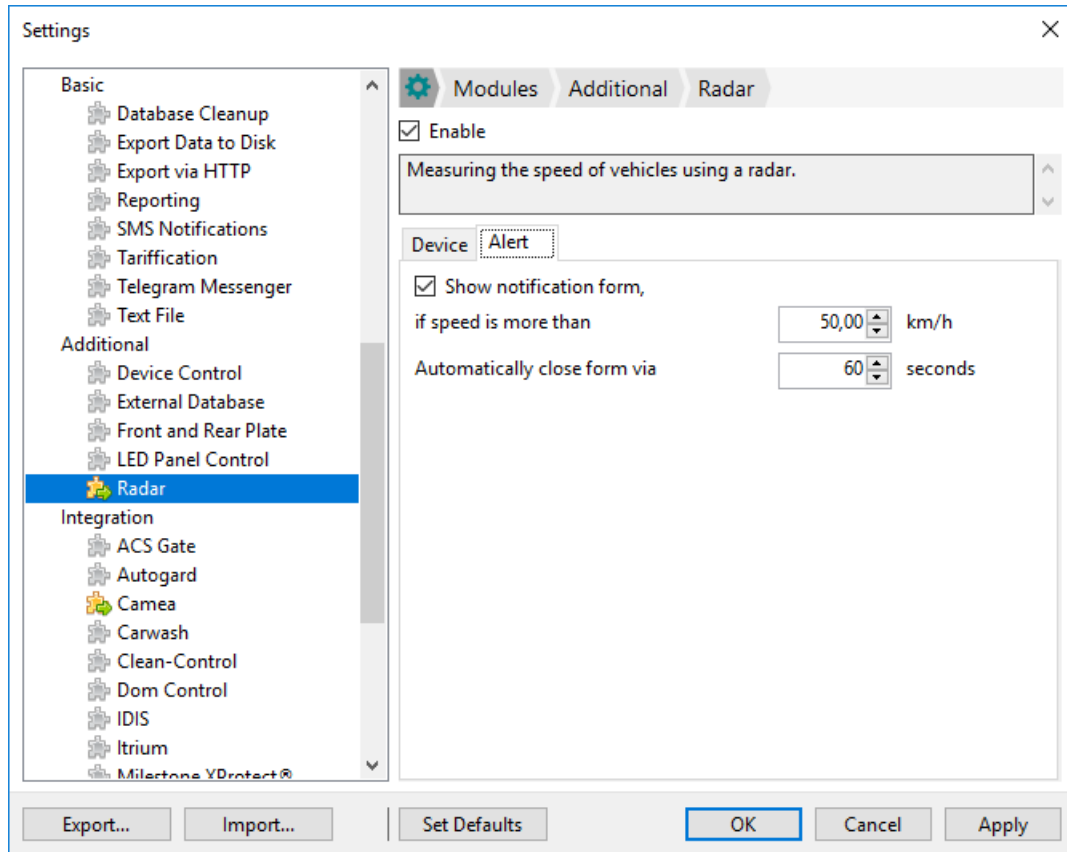 Settings
Basic
Database Cleanup
Export Data to Disk
Export via HTTP
Reporting
SMS Notifications
Tariffication
Telegram Messenger
Text File
Additional
Device Control
External Database
Front and Rear Plate
LED Panel Control
Radar
Integration
ACS Gate
Autogard
Camea
Carwash
Clean-Control
Dom Control
IDIS
Itrium
Milestone XProtect®
Modules Additional Radar
Enable
Measuring the speed of vehicles using a radar.
Device Alert
Show notification form,
if speed is more than 50,00 km/h
Automatically close form via 60 seconds
Export... Import... Set Defaults OK Cancel Apply